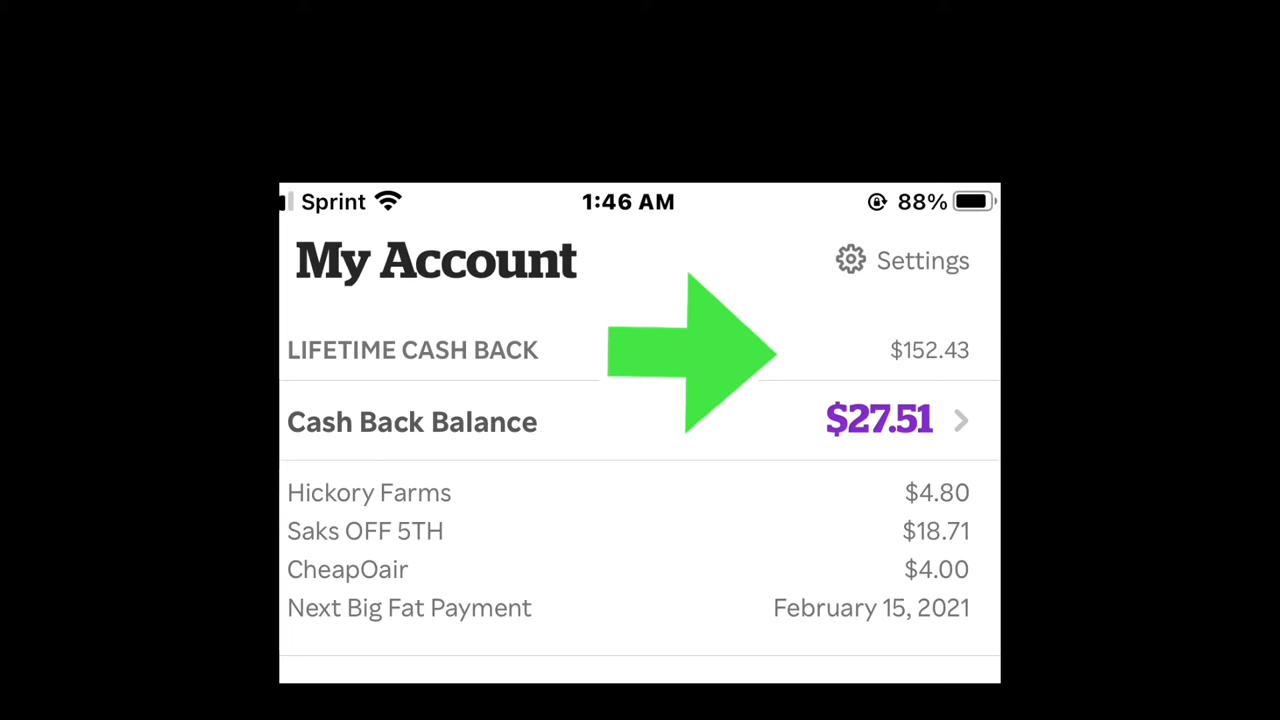 Sprint 1:46 AM 88%
My Account Settings
LIFETIME CASH BACK $152.43
Cash Back Balance $27.51
Hickory Farms $4.80
Saks OFF 5TH $18.71
CheapOair $4.00
Next Big Fat Payment February 15, 2021